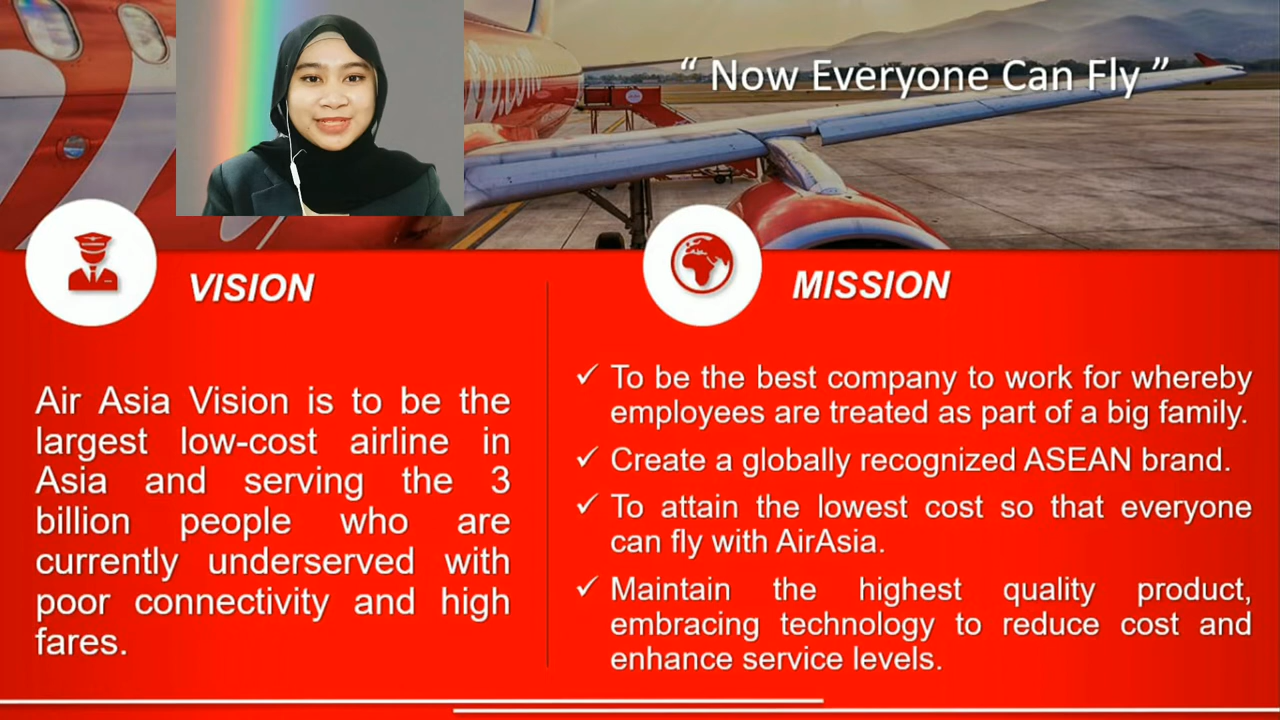 “ Now Everyone Can Fly ”
VISION
Air Asia Vision is to be the
largest low-cost airline in
Asia and serving the 3
billion people who are
currently underserved with
poor connectivity and high
fares.
MISSION
✓ To be the best company to work for whereby
employees are treated as part of a big family.
✓ Create a globally recognized ASEAN brand.
✓ To attain the lowest cost so that everyone
can fly with AirAsia.
✓ Maintain the highest quality product,
embracing technology to reduce cost and
enhance service levels.